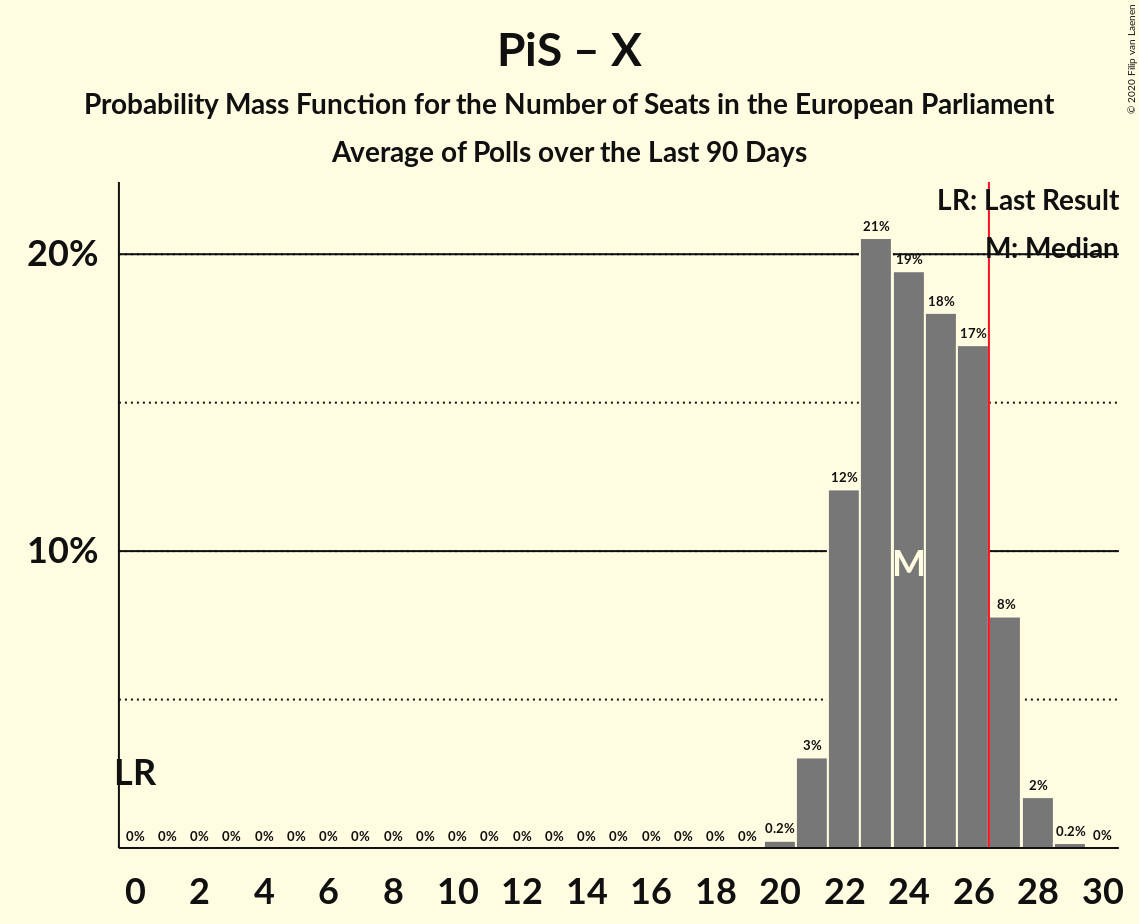 PiS – X
Probability Mass Function for the Number of Seats in the European Parliament
Average of Polls over the Last 90 Days
© 2020 Filip van Laenen
LR: Last Result
M: Median
20%
10%
21%
19%
18%
17%
12%
M
8%
3%
2%
LR
0% 0% 0% 0% 0% 0% 0% 0% 0% 0% 0% 0% 0% 0% 0% 0% 0% 0% 0% 0% 0.2% 0.2% 0%
0 2 4 6 8 10 12 14 16 18 20 22 24 26 28 30